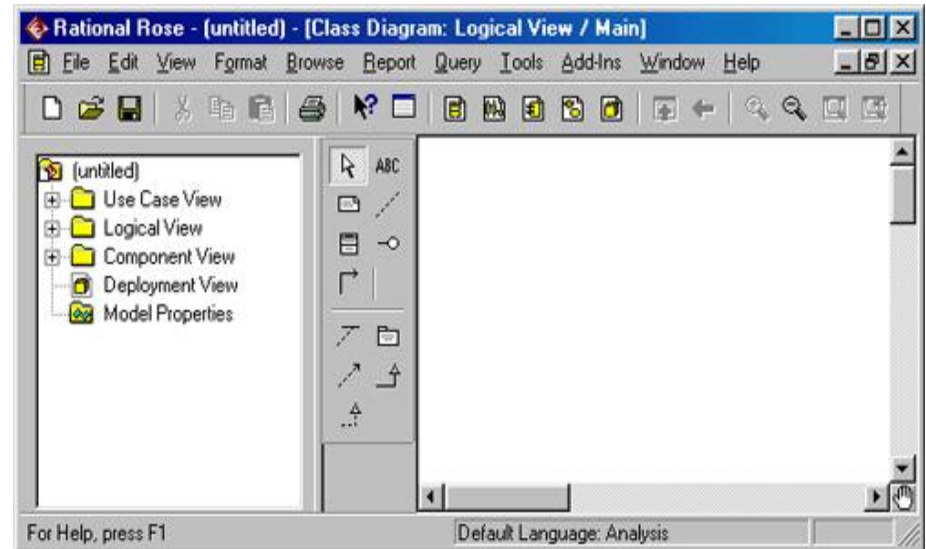 Rational Rose - (untitled) - [Class Diagram: Logical View / Main]
File Edit View Format Browse Report Query Tools Add-Ins Window Help
(untitled)
Use Case View
Logical View
Component View
Deployment View
Model Properties
ABC
For Help, press F1
Default Language: Analysis